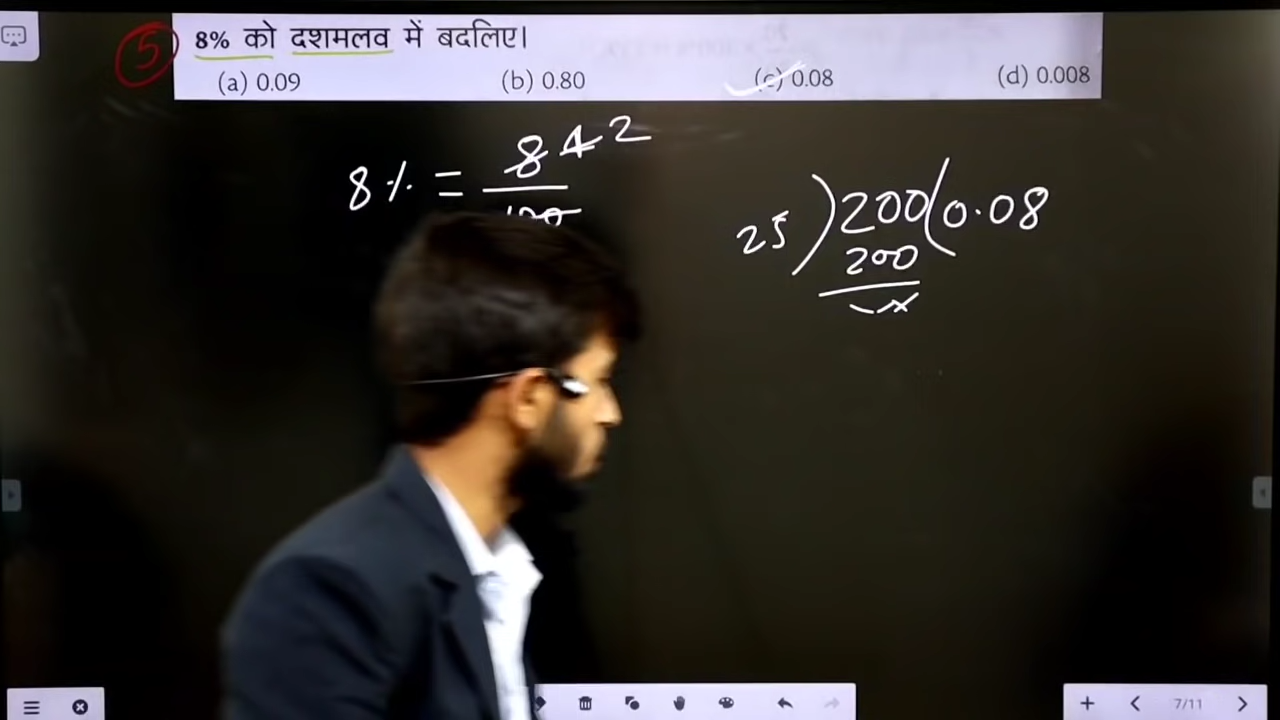 5 8% को दशमलव में बदलिए।
(a) 0.09 (b) 0.80 (c) 0.08 (d) 0.008
8% = 8 4 2
100
25 ) 200 ( 0.08
200
×
7/11